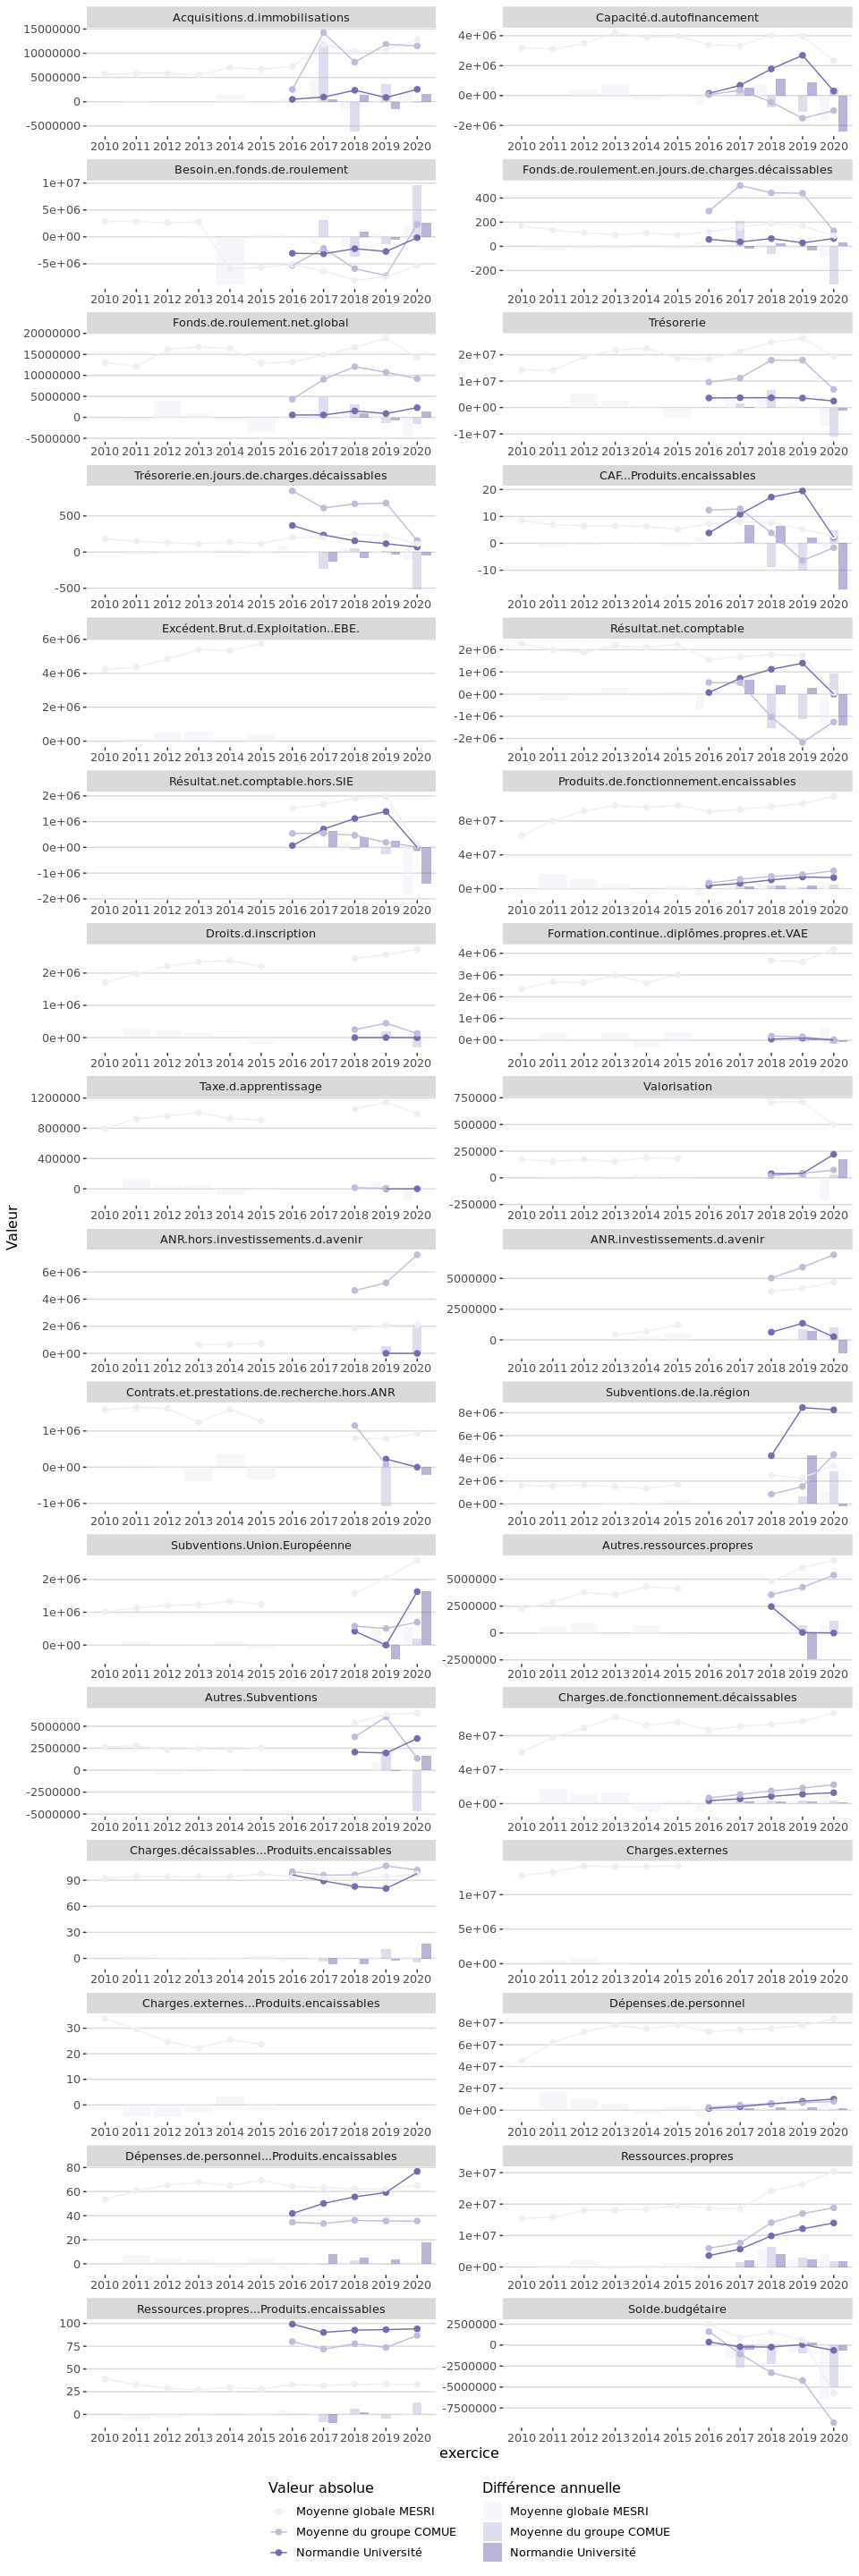 Acquisitions.d.immobilisations
15000000
10000000
5000000
0
-5000000
2010 2011 2012 2013 2014 2015 2016 2017 2018 2019 2020
Capacité.d.autofinancement
4e+06
2e+06
0e+00
-2e+06
2010 2011 2012 2013 2014 2015 2016 2017 2018 2019 2020
Besoin.en.fonds.de.roulement
1e+07
5e+06
0e+00
-5e+06
2010 2011 2012 2013 2014 2015 2016 2017 2018 2019 2020
Fonds.de.roulement.en.jours.de.charges.décaissables
400
200
0
-200
2010 2011 2012 2013 2014 2015 2016 2017 2018 2019 2020
Fonds.de.roulement.net.global
20000000
15000000
10000000
5000000
0
-5000000
2010 2011 2012 2013 2014 2015 2016 2017 2018 2019 2020
Trésorerie
2e+07
1e+07
0e+00
-1e+07
2010 2011 2012 2013 2014 2015 2016 2017 2018 2019 2020
Trésorerie.en.jours.de.charges.décaissables
500
0
-500
2010 2011 2012 2013 2014 2015 2016 2017 2018 2019 2020
CAF...Produits.encaissables
20
10
0
-10
2010 2011 2012 2013 2014 2015 2016 2017 2018 2019 2020
Excédent.Brut.d.Exploitation..EBE.
6e+06
4e+06
2e+06
0e+00
2010 2011 2012 2013 2014 2015 2016 2017 2018 2019 2020
Résultat.net.comptable
2e+06
1e+06
0e+00
-1e+06
-2e+06
2010 2011 2012 2013 2014 2015 2016 2017 2018 2019 2020
Résultat.net.comptable.hors.SIE
2e+06
1e+06
0e+00
-1e+06
-2e+06
2010 2011 2012 2013 2014 2015 2016 2017 2018 2019 2020
Produits.de.fonctionnement.encaissables
8e+07
4e+07
0e+00
2010 2011 2012 2013 2014 2015 2016 2017 2018 2019 2020
Droits.d.inscription
2e+06
1e+06
0e+00
2010 2011 2012 2013 2014 2015 2016 2017 2018 2019 2020
Formation.continue..diplômes.propres.et.VAE
4e+06
3e+06
2e+06
1e+06
0e+00
2010 2011 2012 2013 2014 2015 2016 2017 2018 2019 2020
Taxe.d.apprentissage
1200000
800000
400000
0
2010 2011 2012 2013 2014 2015 2016 2017 2018 2019 2020
Valorisation
750000
500000
250000
0
-250000
2010 2011 2012 2013 2014 2015 2016 2017 2018 2019 2020
Valeur
ANR.hors.investissements.d.avenir
6e+06
4e+06
2e+06
0e+00
2010 2011 2012 2013 2014 2015 2016 2017 2018 2019 2020
ANR.investissements.d.avenir
5000000
2500000
0
2010 2011 2012 2013 2014 2015 2016 2017 2018 2019 2020
Contrats.et.prestations.de.recherche.hors.ANR
1e+06
0e+00
-1e+06
2010 2011 2012 2013 2014 2015 2016 2017 2018 2019 2020
Subventions.de.la.région
8e+06
6e+06
4e+06
2e+06
0e+00
2010 2011 2012 2013 2014 2015 2016 2017 2018 2019 2020
Subventions.Union.Européenne
2e+06
1e+06
0e+00
2010 2011 2012 2013 2014 2015 2016 2017 2018 2019 2020
Autres.ressources.propres
5000000
2500000
0
-2500000
2010 2011 2012 2013 2014 2015 2016 2017 2018 2019 2020
Autres.Subventions
5000000
2500000
0
-2500000
-5000000
2010 2011 2012 2013 2014 2015 2016 2017 2018 2019 2020
Charges.de.fonctionnement.décaissables
8e+07
4e+07
0e+00
2010 2011 2012 2013 2014 2015 2016 2017 2018 2019 2020
Charges.décaissables...Produits.encaissables
90
60
30
0
2010 2011 2012 2013 2014 2015 2016 2017 2018 2019 2020
Charges.externes
1e+07
5e+06
0e+00
2010 2011 2012 2013 2014 2015 2016 2017 2018 2019 2020
Charges.externes...Produits.encaissables
30
20
10
0
2010 2011 2012 2013 2014 2015 2016 2017 2018 2019 2020
Dépenses.de.personnel
8e+07
6e+07
4e+07
2e+07
0e+00
2010 2011 2012 2013 2014 2015 2016 2017 2018 2019 2020
Dépenses.de.personnel...Produits.encaissables
80
60
40
20
0
2010 2011 2012 2013 2014 2015 2016 2017 2018 2019 2020
Ressources.propres
3e+07
2e+07
1e+07
0e+00
2010 2011 2012 2013 2014 2015 2016 2017 2018 2019 2020
Ressources.propres...Produits.encaissables
100
75
50
25
0
2010 2011 2012 2013 2014 2015 2016 2017 2018 2019 2020
Solde.budgétaire
2500000
0
-2500000
-5000000
-7500000
2010 2011 2012 2013 2014 2015 2016 2017 2018 2019 2020
exercice
Valeur absolue
Moyenne globale MESRI
Moyenne du groupe COMUE
Normandie Université
Différence annuelle
Moyenne globale MESRI
Moyenne du groupe COMUE
Normandie Université